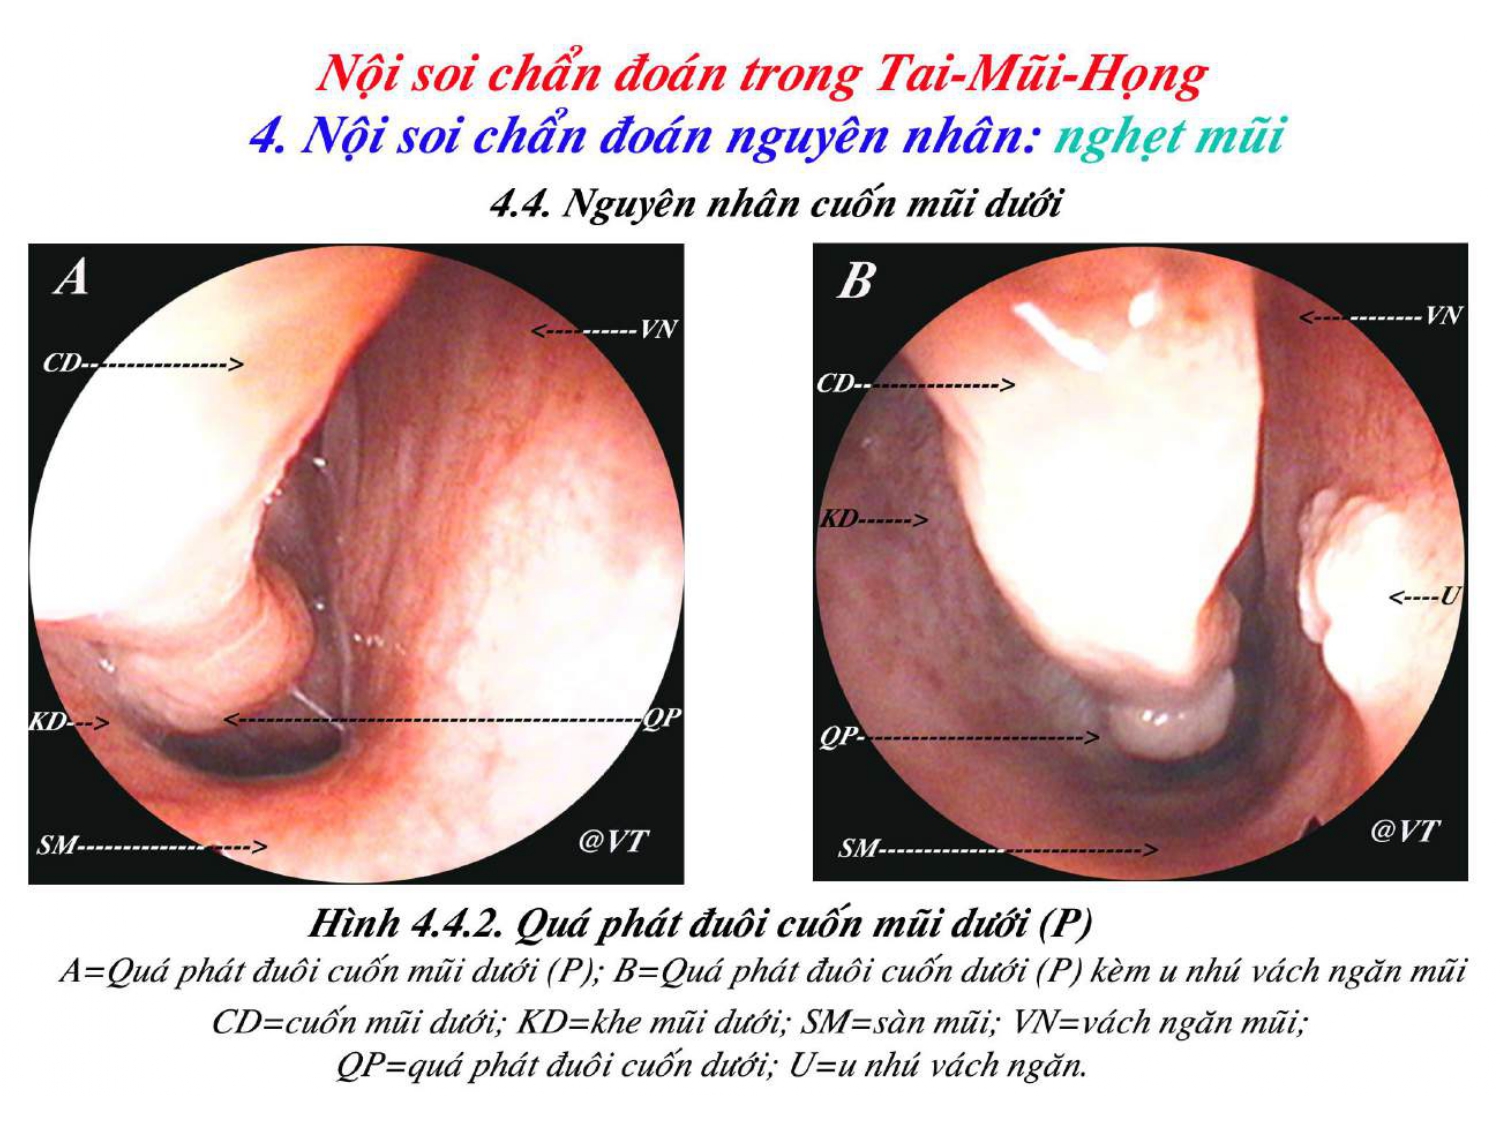 Nội soi chẩn đoán trong Tai-Mũi-Họng
4. Nội soi chẩn đoán nguyên nhân: nghẹt mũi
4.4. Nguyên nhân cuốn mũi dưới
A
VN
CD
KD
QP
SM
@VT
B
VN
CD
KD
U
QP
SM
@VT
Hình 4.4.2. Quá phát đuôi cuốn mũi dưới (P)
A=Quá phát đuôi cuốn mũi dưới (P); B=Quá phát đuôi cuốn dưới (P) kèm u nhú vách ngăn mũi
CD=cuốn mũi dưới; KD=khe mũi dưới; SM=sàn mũi; VN=vách ngăn mũi;
QP=quá phát đuôi cuốn dưới; U=u nhú vách ngăn.